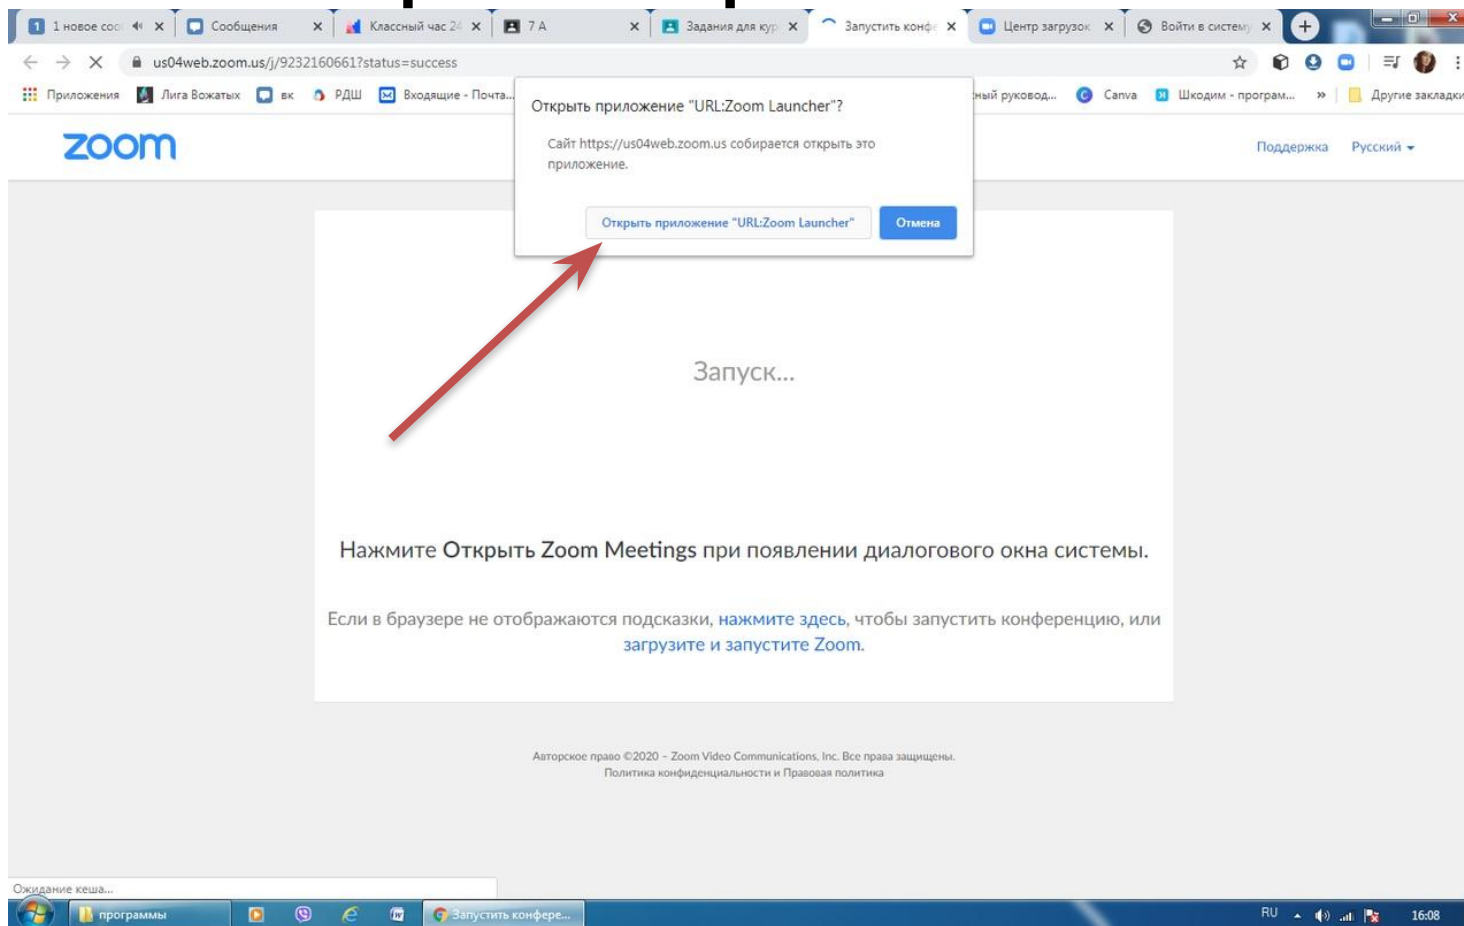 1 новое соо
Сообщения
Классный час 24
7 А
Задания для кур
Запустить конфе
Центр загрузок
Войти в систему
us04web.zoom.us/j/9232160661?status=success
Приложения
Лига Вожатых
вк
РДШ
Входящие - Почта...
ный руковод...
Canva
Шкодим - програм...
»
Другие закладки
Открыть приложение "URL:Zoom Launcher"?
Сайт https://us04web.zoom.us собирается открыть это
приложение.
Открыть приложение "URL:Zoom Launcher"
Отмена
zoom
Поддержка
Русский
Запуск...
Нажмите Открыть Zoom Meetings при появлении диалогового окна системы.
Если в браузере не отображаются подсказки, нажмите здесь, чтобы запустить конференцию, или
загрузите и запустите Zoom.
Авторское право ©2020 - Zoom Video Communications, Inc. Все права защищены.
Политика конфиденциальности и Правовая политика
Ожидание кеша...
программы
Запустить конфере...
RU
16:08